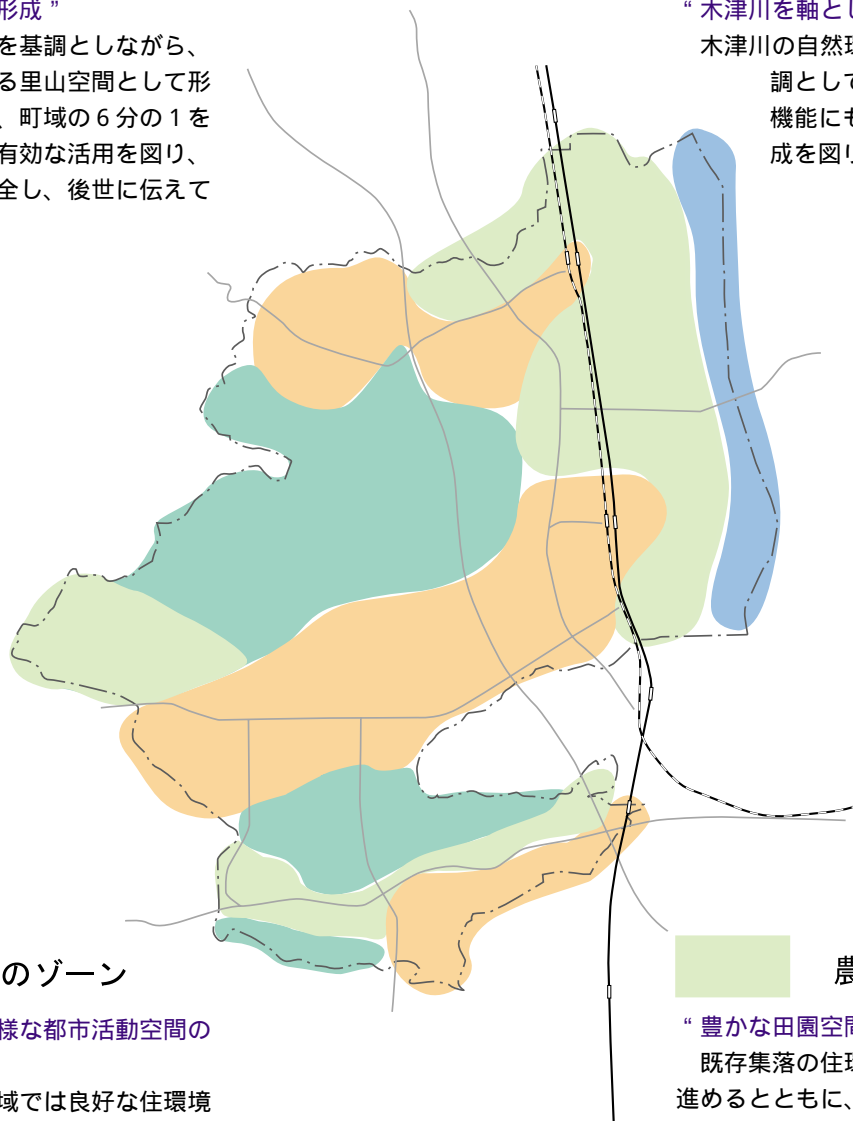 形成 ”
を基調としながら、
る里山空間として形
、町域の６分の１を
有効な活用を図り、
全し、後世に伝えて
“ 木津川を軸とし
木津川の自然環
調として
機能にも
成を図り
のゾーン
様な都市活動空間の
域では良好な住環境
農
“ 豊かな田園空間
既存集落の住環
進めるとともに、